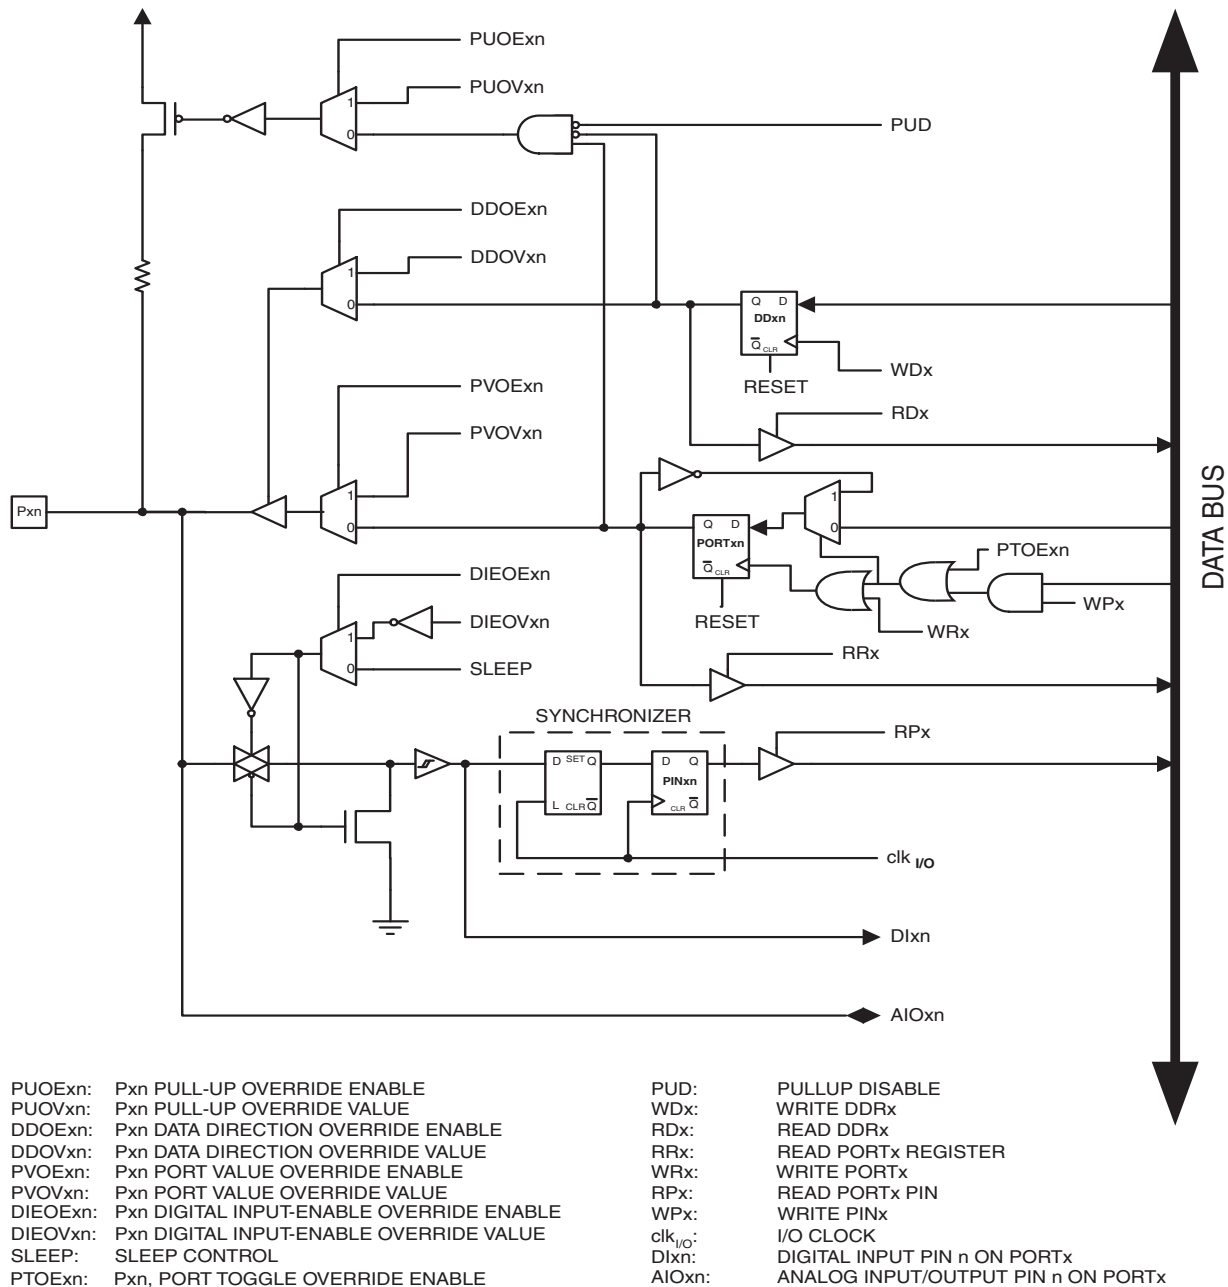 PUOExn
PUOVxn
1
0
PUD
DDOExn
DDOVxn
1
0
Q D
DDxn
Q CLR
WDx
RESET
PVOExn
RDx
PVOVxn
DATA BUS
Pxn
1
0
1
0
Q D
PORTxn
Q CLR
PTOExn
DIEOExn
WPx
DIEOVxn
RESET
WRx
1
0
SLEEP
RRx
SYNCHRONIZER
RPx
D SET Q
L CLR Q
D Q
PINxn
CLR Q
clk I/O
DIxn
AIOxn
PUOExn: Pxn PULL-UP OVERRIDE ENABLE
PUOVxn: Pxn PULL-UP OVERRIDE VALUE
DDOExn: Pxn DATA DIRECTION OVERRIDE ENABLE
DDOVxn: Pxn DATA DIRECTION OVERRIDE VALUE
PVOExn: Pxn PORT VALUE OVERRIDE ENABLE
PVOVxn: Pxn PORT VALUE OVERRIDE VALUE
DIEOExn: Pxn DIGITAL INPUT-ENABLE OVERRIDE ENABLE
DIEOVxn: Pxn DIGITAL INPUT-ENABLE OVERRIDE VALUE
SLEEP: SLEEP CONTROL
PTOExn: Pxn, PORT TOGGLE OVERRIDE ENABLE
PUD: PULLUP DISABLE
WDx: WRITE DDRx
RDx: READ DDRx
RRx: READ PORTx REGISTER
WRx: WRITE PORTx
RPx: READ PORTx PIN
WPx: WRITE PINx
clkI/O: I/O CLOCK
DIxn: DIGITAL INPUT PIN n ON PORTx
AIOxn: ANALOG INPUT/OUTPUT PIN n ON PORTx